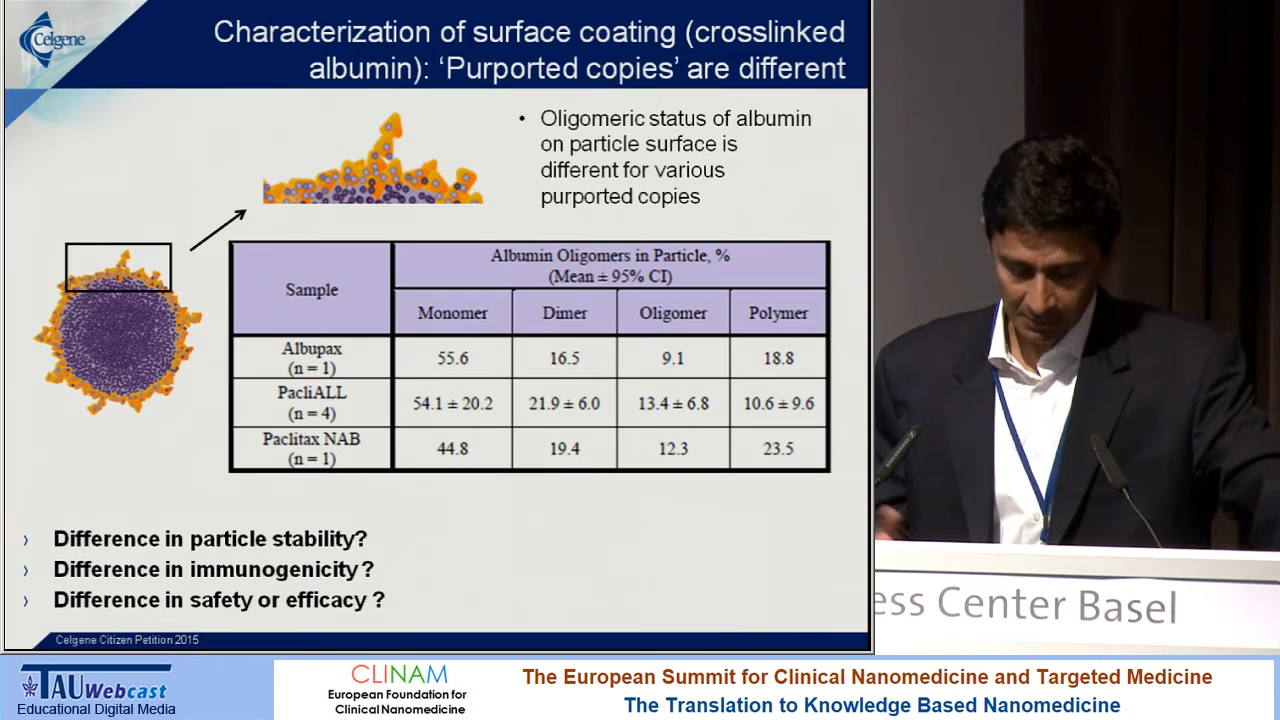 Celgene
Characterization of surface coating (crosslinked
albumin): ‘Purported copies’ are different
• Oligomeric status of albumin
on particle surface is
different for various
purported copies
Sample
Albumin Oligomers in Particle, %
(Mean ± 95% CI)
Monomer Dimer Oligomer Polymer
Albupax
(n = 1)
55.6 16.5 9.1 18.8
PacliALL
(n = 4)
54.1 ± 20.2 21.9 ± 6.0 13.4 ± 6.8 10.6 ± 9.6
Paclitax NAB
(n = 1)
44.8 19.4 12.3 23.5
› Difference in particle stability?
› Difference in immunogenicity ?
› Difference in safety or efficacy ?
Celgene Citizen Petition 2015
ess Center Basel
TAU Webcast
Educational Digital Media
CLINAM
European Foundation for
Clinical Nanomedicine
The European Summit for Clinical Nanomedicine and Targeted Medicine
The Translation to Knowledge Based Nanomedicine